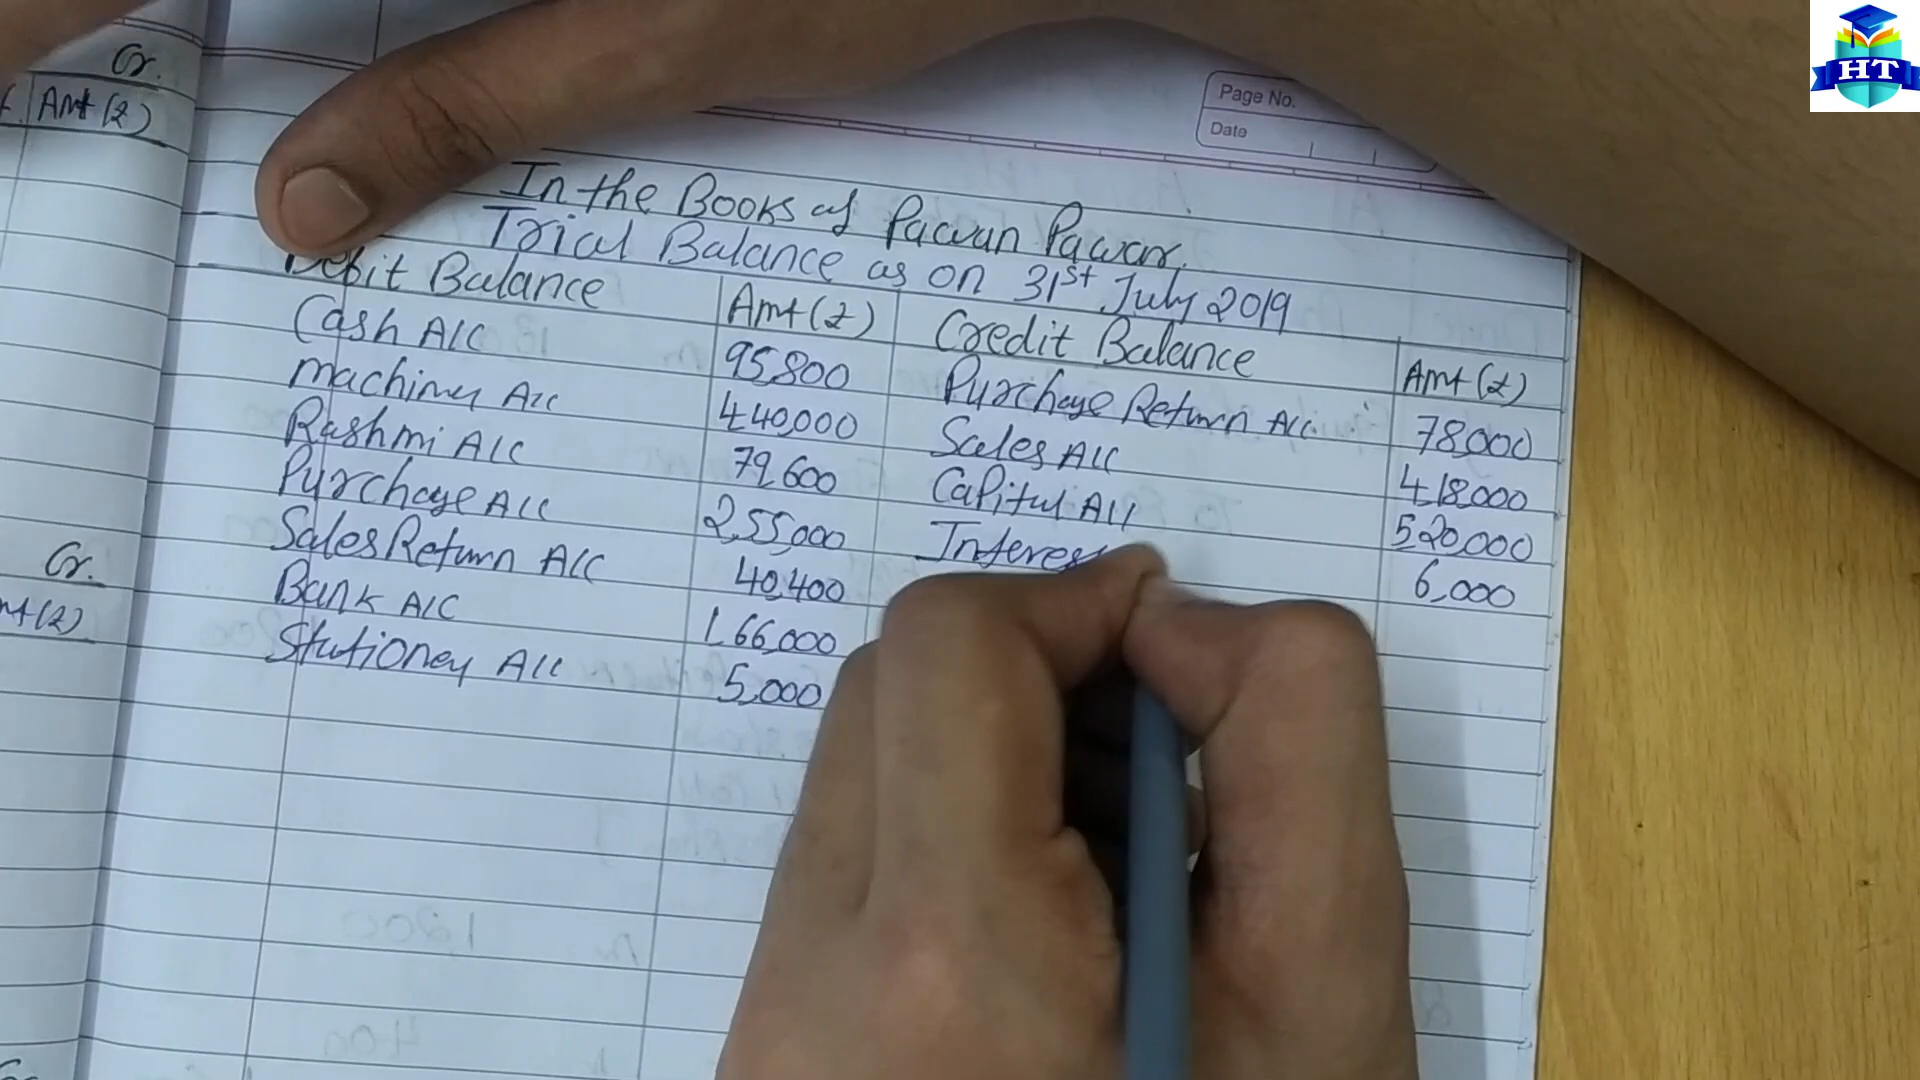 HT
Page No.
Date
Cr.
Amt (₹)
In the Books of Pawan Pawar.
Trial Balance as on 31st July 2019
Debit Balance Amt (₹) Credit Balance Amt (₹)
Cash A/C 95,800 Purchase Return A/C. 78,000
Machinery A/C 4,40,000 Sales A/C 4,18,000
Rashmi A/C 79,600 Capital A/C 5,20,000
Purchase A/C 2,55,000 Interes 6,000
Sales Return A/C 40,400
Bank A/C 1,66,000
Stationey A/C 5,000
Cr.